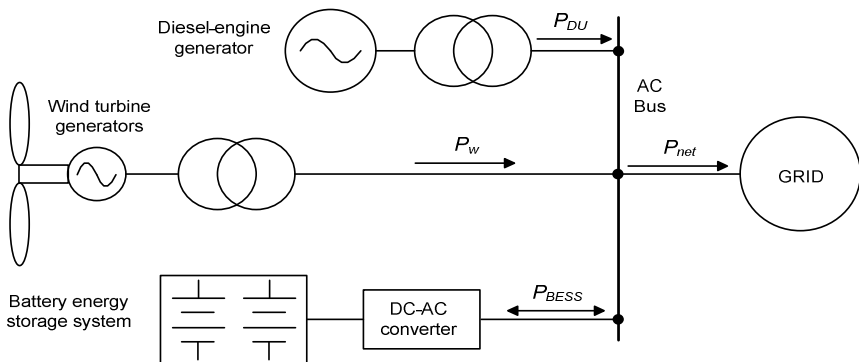 Diesel-engine
generator
P_DU
AC
Bus
Wind turbine
generators
P_w
P_net
GRID
Battery energy
storage system
DC-AC
converter
P_BESS